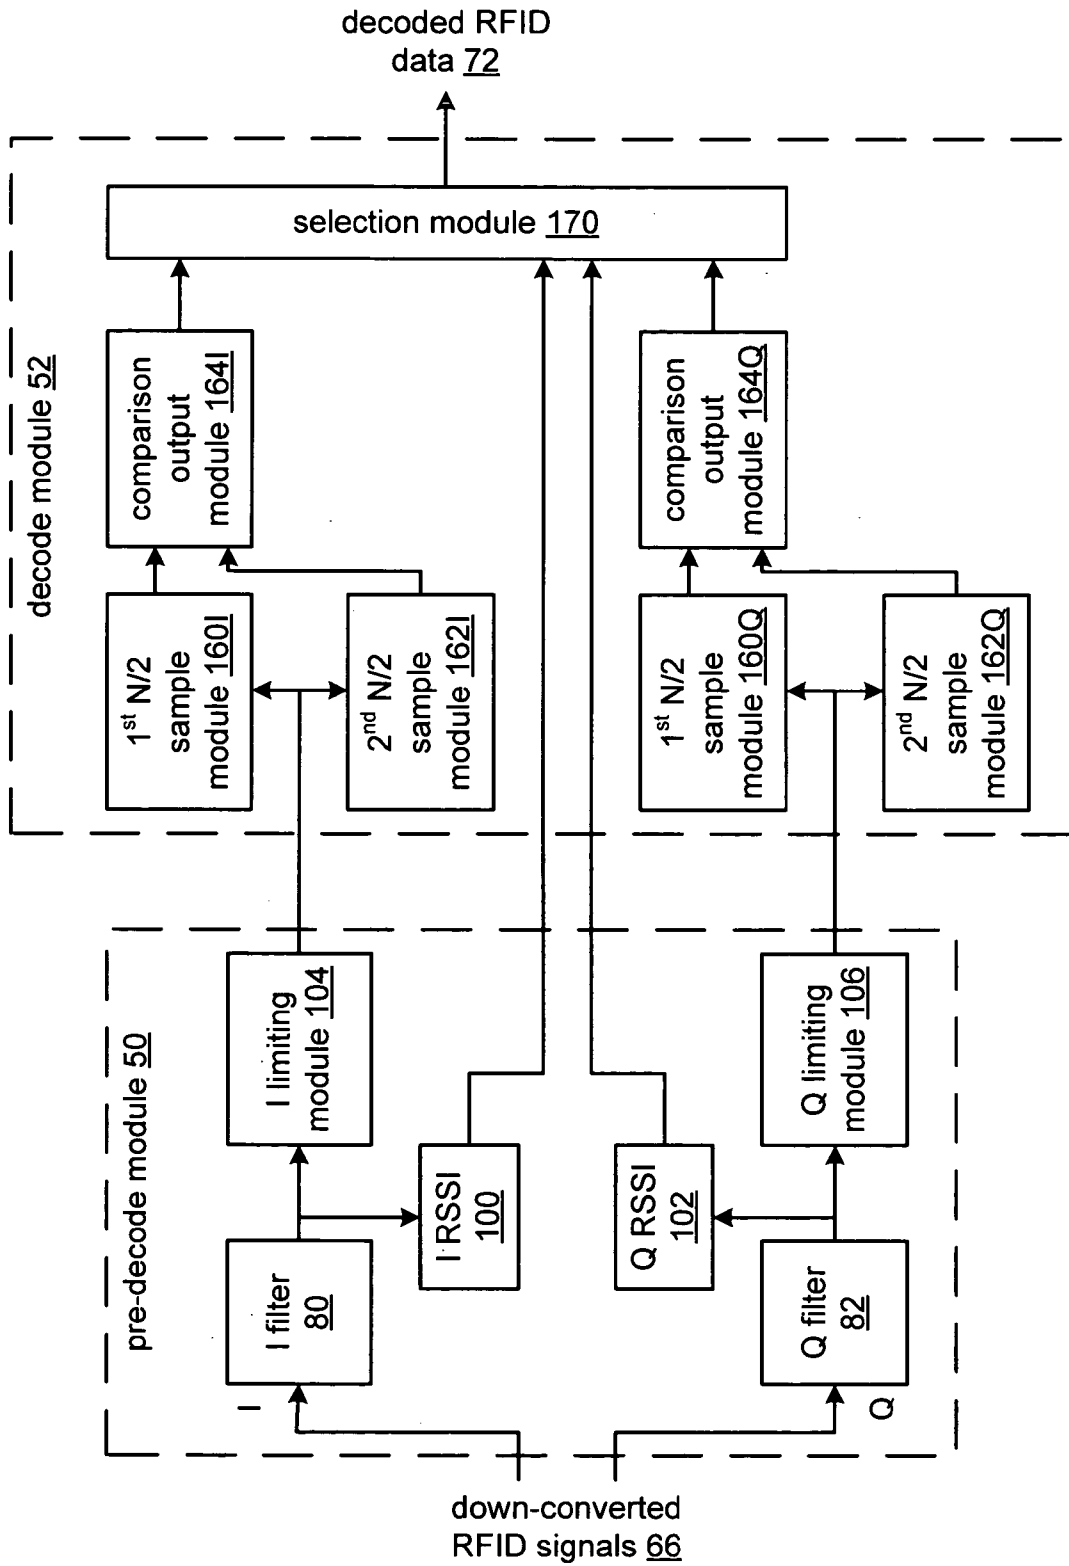 decoded RFID
data 72
decode module 52
selection module 170
comparison
output
module 164I
comparison
output
module 164Q
1st N/2
sample
module 160I
2nd N/2
sample
module 162I
1st N/2
sample
module 160Q
2nd N/2
sample
module 162Q
pre-decode module 50
I limiting
module 104
Q limiting
module 106
I RSSI
100
Q RSSI
102
I filter
80
Q filter
82
I
Q
down-converted
RFID signals 66